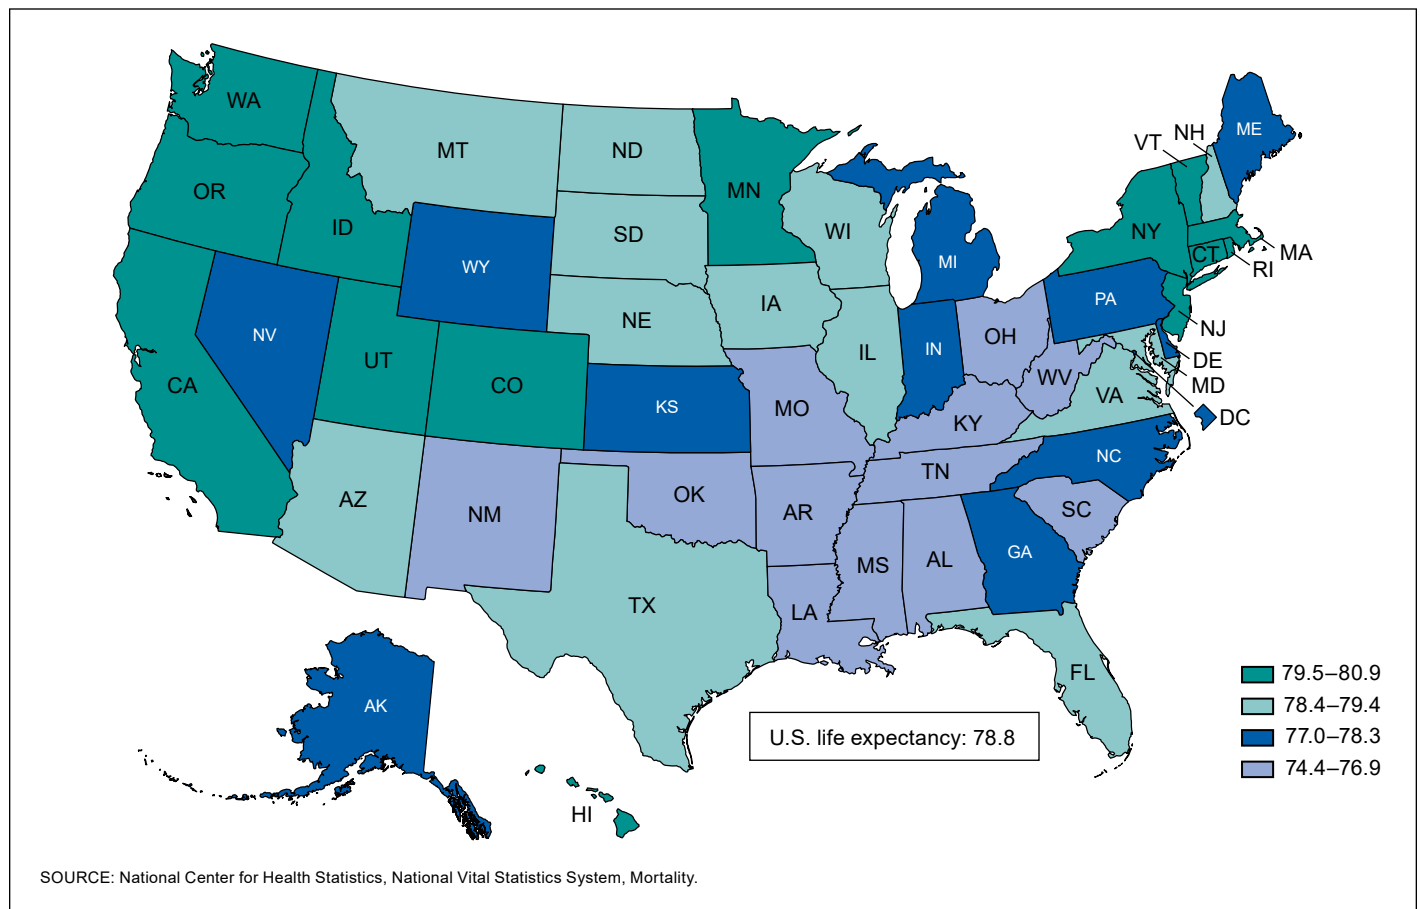 WA
MT
ND
MN
VT
NH
ME
OR
ID
SD
WI
NY
MA
CT
RI
WY
MI
NV
NE
IA
PA
NJ
CA
UT
CO
IL
IN
OH
DE
MD
WV
VA
DC
KS
MO
KY
NC
AZ
NM
OK
TN
AR
SC
MS
AL
GA
TX
LA
FL
AK
HI
79.5–80.9
78.4–79.4
77.0–78.3
74.4–76.9
U.S. life expectancy: 78.8
SOURCE: National Center for Health Statistics, National Vital Statistics System, Mortality.